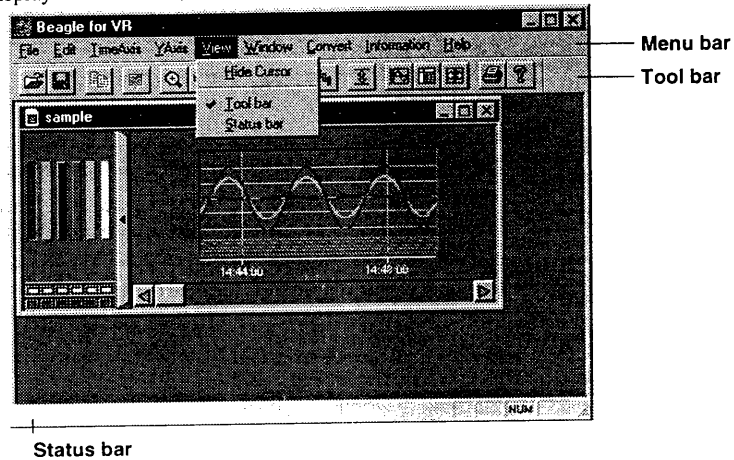 Beagle for VR
File Edit TimeAxis YAxis View Window Convert Information Help
Menu bar
Hide Cursor
Tool bar
Tool bar
Status bar
sample
14:44:00
14:48:00
NUM
Status bar